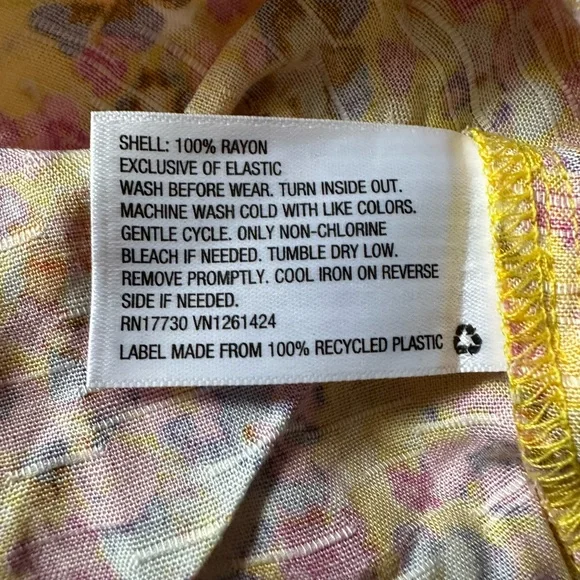 SHELL: 100% RAYON
EXCLUSIVE OF ELASTIC
WASH BEFORE WEAR. TURN INSIDE OUT.
MACHINE WASH COLD WITH LIKE COLORS.
GENTLE CYCLE. ONLY NON-CHLORINE
BLEACH IF NEEDED. TUMBLE DRY LOW.
REMOVE PROMPTLY. COOL IRON ON REVERSE
SIDE IF NEEDED.
RN17730 VN1261424
LABEL MADE FROM 100% RECYCLED PLASTIC